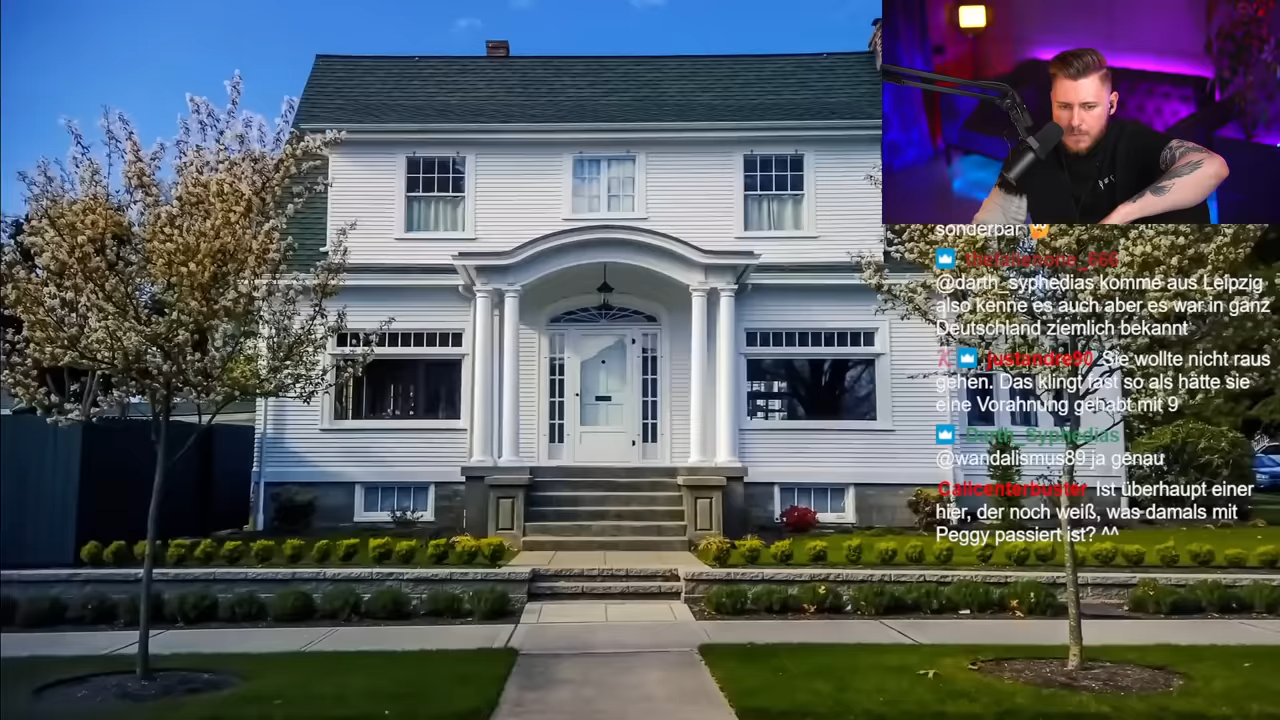 sonderbar
@darth_syphedias komme aus Leipzig
also kenne es auch aber es war in ganz
Deutschland ziemlich bekannt
justandre90 Sie wollte nicht raus
gehen. Das klingt fast so als hätte sie
eine Vorahnung gehabt mit 9
Darth_Syphedias
@wandalismus89 ja genau
Callcenterbuster Ist überhaupt einer
hier, der noch weiß, was damals mit
Peggy passiert ist? ^^